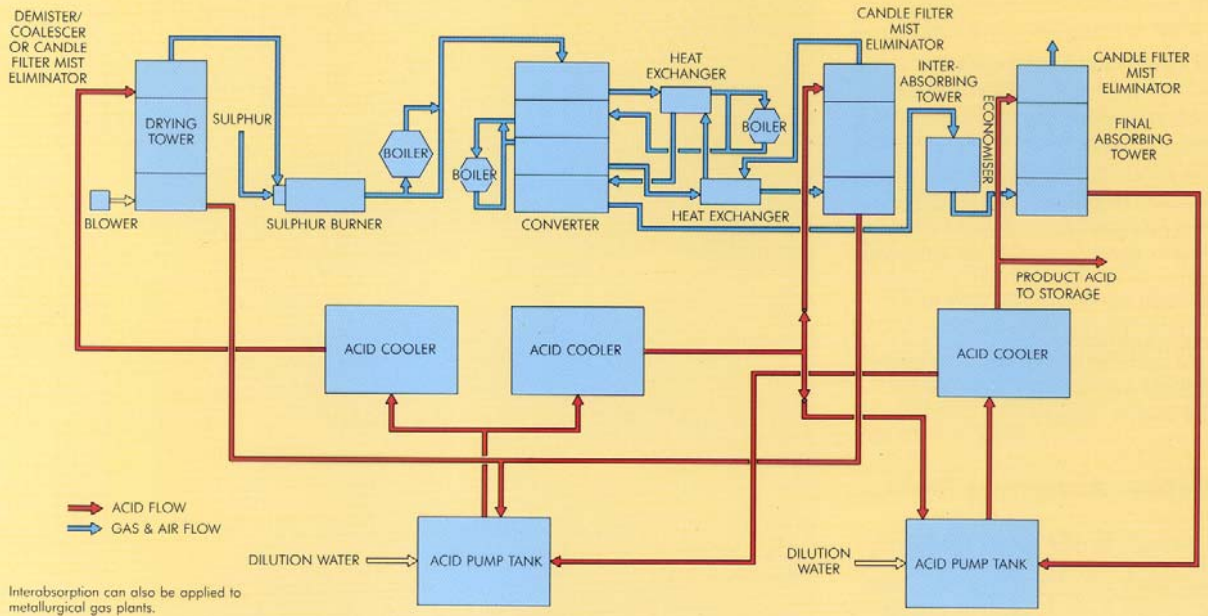 DEMISTER/
COALESCER
OR CANDLE
FILTER MIST
ELIMINATOR
DRYING
TOWER
BLOWER
SULPHUR
SULPHUR BURNER
BOILER
BOILER
CONVERTER
HEAT
EXCHANGER
BOILER
HEAT EXCHANGER
CANDLE FILTER
MIST
ELIMINATOR
INTER-
ABSORBING
TOWER
ECONOMISER
CANDLE FILTER
MIST
ELIMINATOR
FINAL
ABSORBING
TOWER
PRODUCT ACID
TO STORAGE
ACID COOLER
ACID COOLER
ACID COOLER
ACID FLOW
GAS & AIR FLOW
DILUTION WATER
ACID PUMP TANK
DILUTION
WATER
ACID PUMP TANK
Interabsorption can also be applied to
metallurgical gas plants.